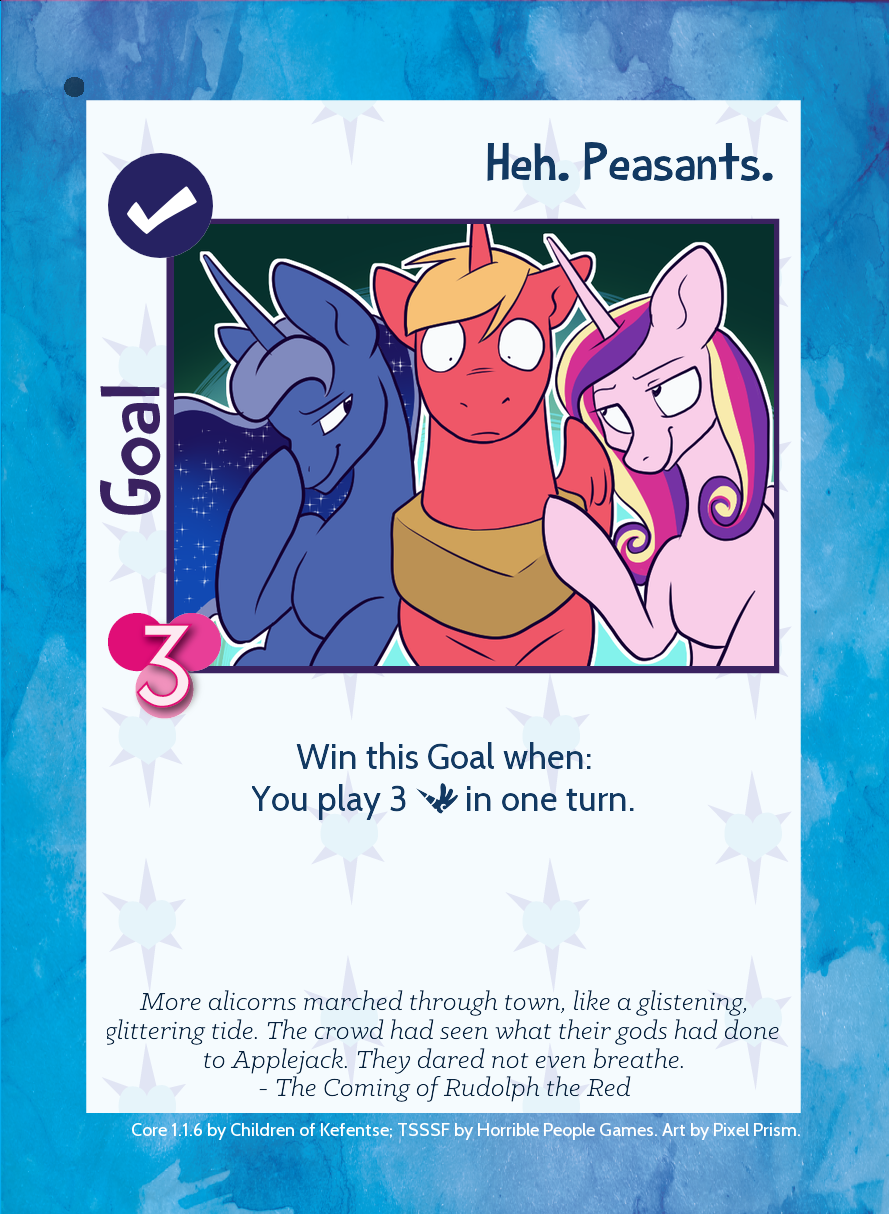 Heh. Peasants.
Goal
3
Win this Goal when:
You play 3 in one turn.
More alicorns marched through town, like a glistening,
glittering tide. The crowd had seen what their gods had done
to Applejack. They dared not even breathe.
- The Coming of Rudolph the Red
Core 1.1.6 by Children of Kefentse; TSSSF by Horrible People Games. Art by Pixel Prism.